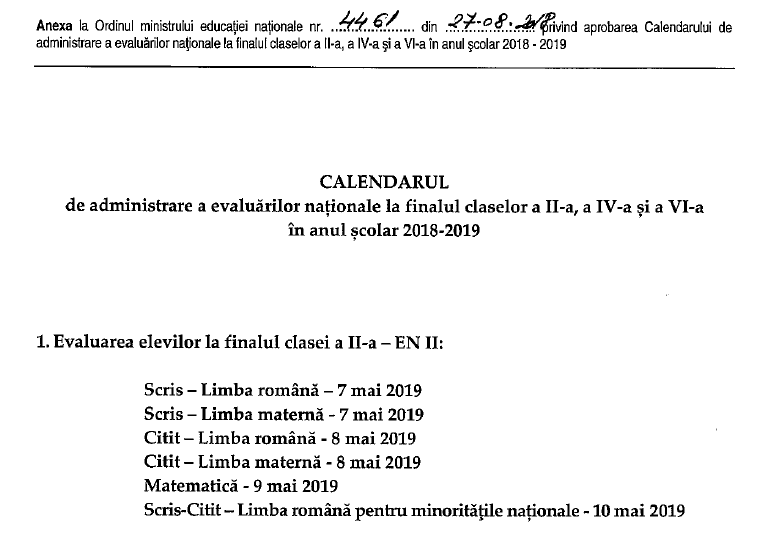 Anexa la Ordinul ministrului educației naționale nr. ...4461... din ...27.08.2018... privind aprobarea Calendarului de
administrare a evaluărilor naționale la finalul claselor a II-a, a IV-a și a VI-a în anul școlar 2018 - 2019
CALENDARUL
de administrare a evaluărilor naționale la finalul claselor a II-a, a IV-a și a VI-a
în anul școlar 2018-2019
1. Evaluarea elevilor la finalul clasei a II-a – EN II:
Scris – Limba română – 7 mai 2019
Scris – Limba maternă - 7 mai 2019
Citit – Limba română - 8 mai 2019
Citit – Limba maternă - 8 mai 2019
Matematică - 9 mai 2019
Scris-Citit – Limba română pentru minoritățile naționale - 10 mai 2019